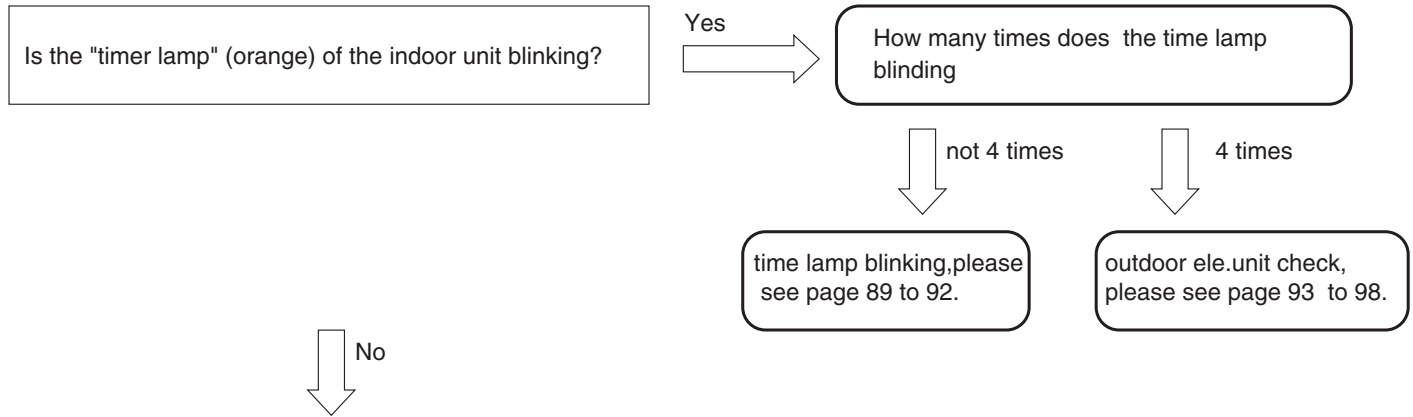 Is the "timer lamp" (orange) of the indoor unit blinking?
Yes
How many times does the time lamp
blinding
not 4 times
4 times
time lamp blinking,please
see page 89 to 92.
outdoor ele.unit check,
please see page 93 to 98.
No